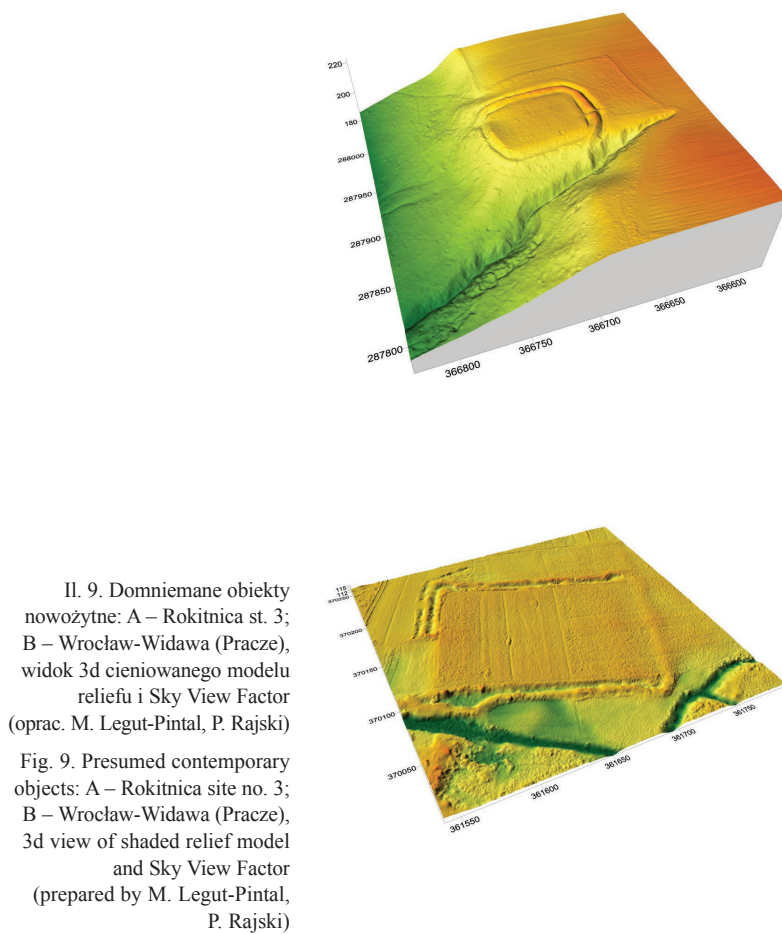 220
200
180
288000
287950
287900
287850
287800
366800
366750
366700
366650
366600
115
112
370250
370200
370150
370100
370050
361550
361600
361650
361700
361750
Il. 9. Domniemane obiekty
nowożytne: A – Rokitnica st. 3;
B – Wrocław-Widawa (Pracze),
widok 3d cieniowanego modelu
reliefu i Sky View Factor
(oprac. M. Legut-Pintal, P. Rajski)
Fig. 9. Presumed contemporary
objects: A – Rokitnica site no. 3;
B – Wrocław-Widawa (Pracze),
3d view of shaded relief model
and Sky View Factor
(prepared by M. Legut-Pintal,
P. Rajski)